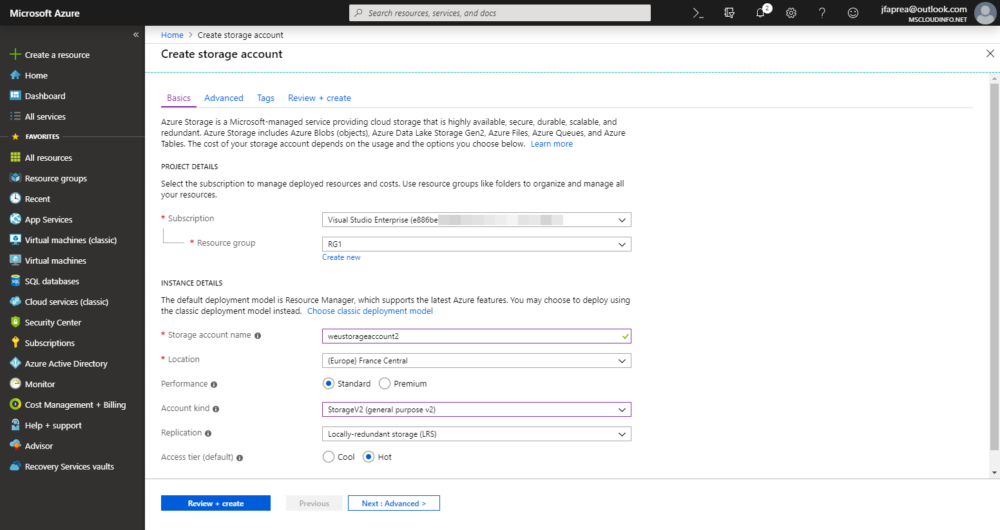 Microsoft Azure
Search resources, services, and docs
2
jfaprea@outlook.com
MSCLOUDINFO.NET
Create a resource
Home
Dashboard
All services
FAVORITES
All resources
Resource groups
Recent
App Services
Virtual machines (classic)
Virtual machines
SQL databases
Cloud services (classic)
Security Center
Subscriptions
Azure Active Directory
Monitor
Cost Management + Billing
Help + support
Advisor
Recovery Services vaults
Home > Create storage account
Create storage account
Basics Advanced Tags Review + create
Azure Storage is a Microsoft-managed service providing cloud storage that is highly available, secure, durable, scalable, and
redundant. Azure Storage includes Azure Blobs (objects), Azure Data Lake Storage Gen2, Azure Files, Azure Queues, and Azure
Tables. The cost of your storage account depends on the usage and the options you choose below. Learn more
PROJECT DETAILS
Select the subscription to manage deployed resources and costs. Use resource groups like folders to organize and manage all
your resources.
* Subscription Visual Studio Enterprise (e886be
* Resource group RG1
Create new
INSTANCE DETAILS
The default deployment model is Resource Manager, which supports the latest Azure features. You may choose to deploy using
the classic deployment model instead. Choose classic deployment model
* Storage account name weustorageaccount2
* Location (Europe) France Central
Performance Standard Premium
Account kind StorageV2 (general purpose v2)
Replication Locally-redundant storage (LRS)
Access tier (default) Cool Hot
Review + create Previous Next : Advanced >